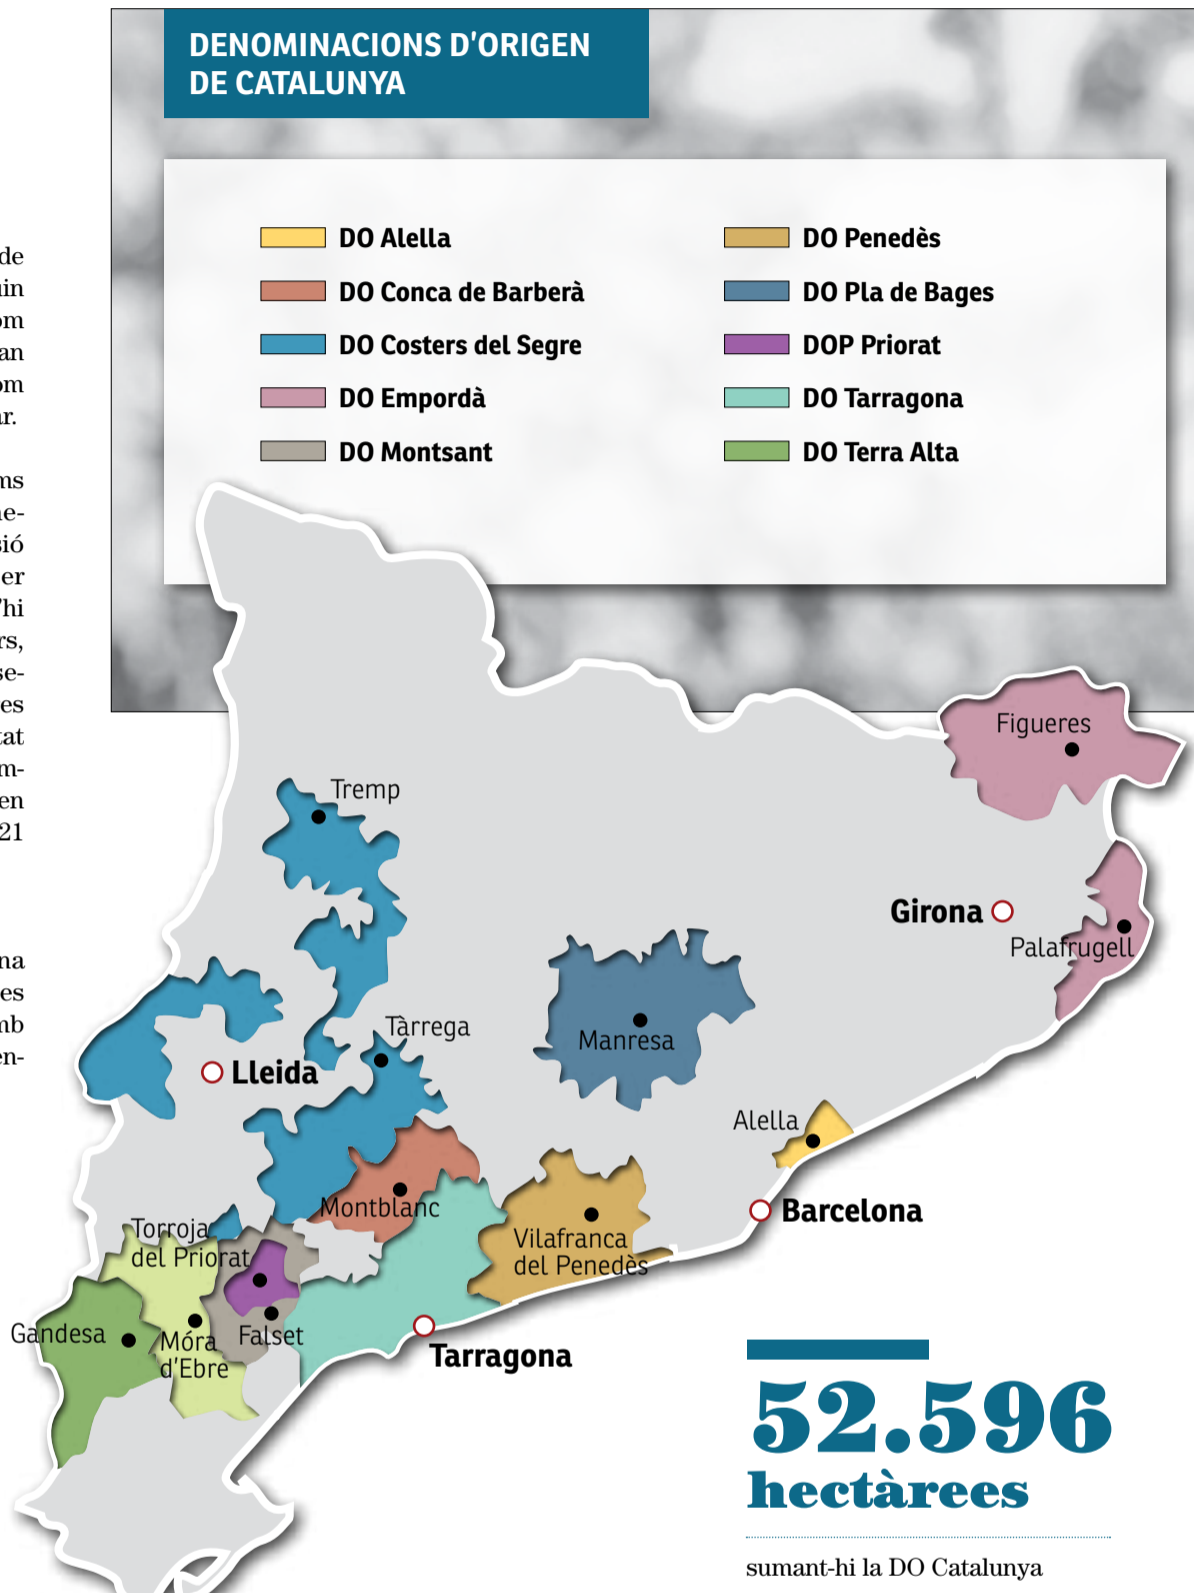 DENOMINACIONS D'ORIGEN
DE CATALUNYA
DO Alella
DO Conca de Barberà
DO Costers del Segre
DO Empordà
DO Montsant
DO Penedès
DO Pla de Bages
DOP Priorat
DO Tarragona
DO Terra Alta
Figueres
Tremp
Girona
Palafrugell
Manresa
Tàrrega
Lleida
Alella
Montblanc
Barcelona
Torroja
del Priorat
Vilafranca
del Penedès
Gandesa
Móra
d'Ebre
Falset
Tarragona
52.596
hectàrees
sumant-hi la DO Catalunya